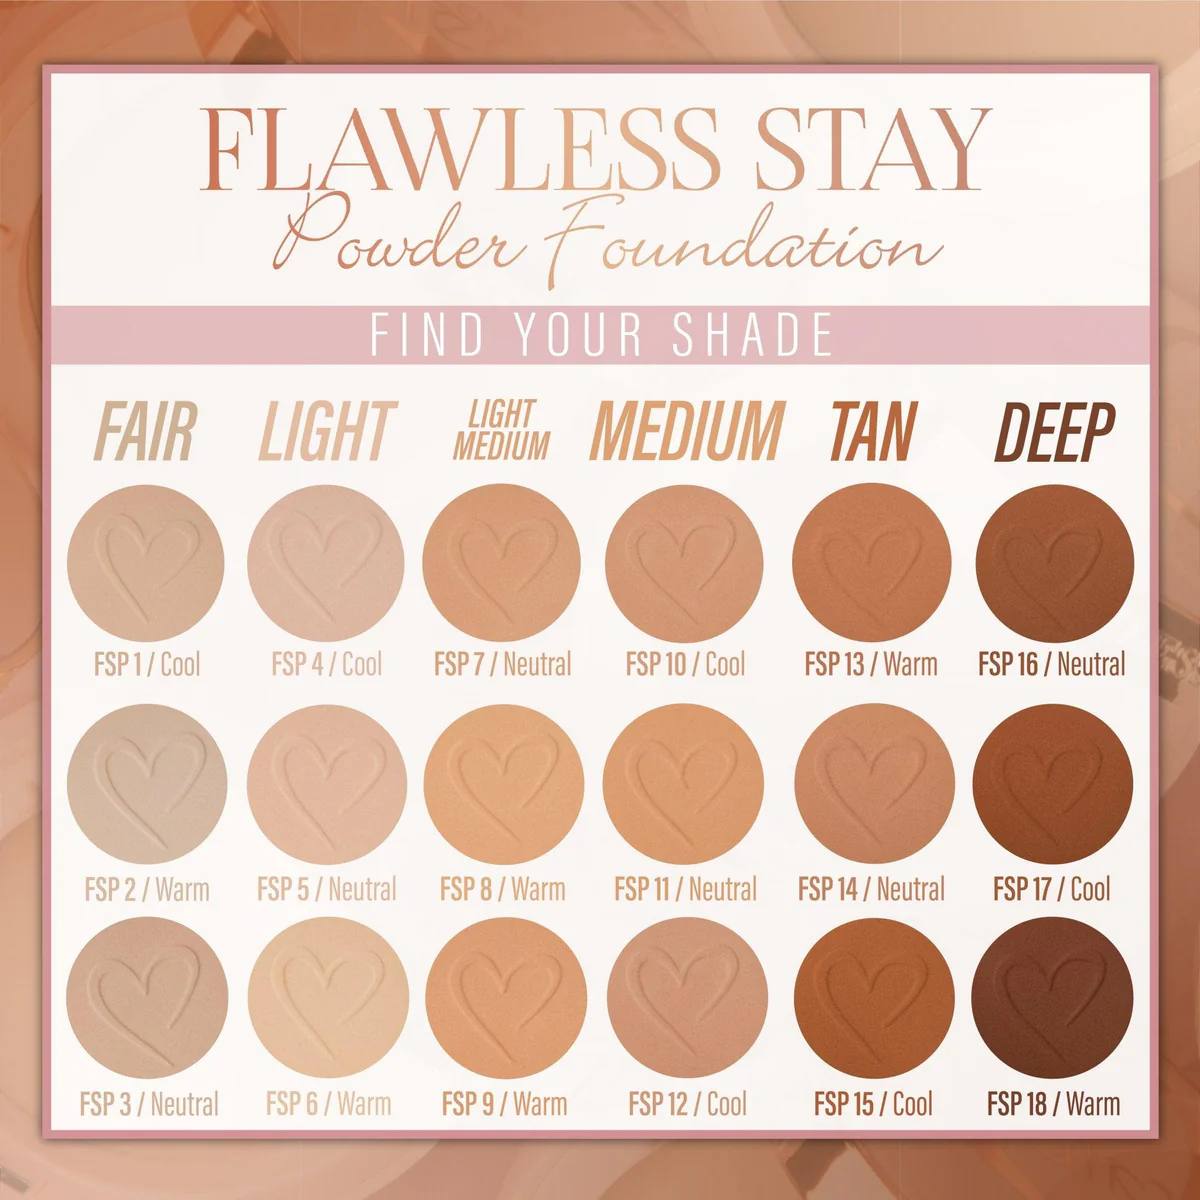 FLAWLESS STAY
Powder Foundation
FIND YOUR SHADE
FAIR
LIGHT
LIGHT
MEDIUM
MEDIUM
TAN
DEEP
FSP 1 / Cool
FSP 4 / Cool
FSP 7 / Neutral
FSP 10 / Cool
FSP 13 / Warm
FSP 16 / Neutral
FSP 2 / Warm
FSP 5 / Neutral
FSP 8 / Warm
FSP 11 / Neutral
FSP 14 / Neutral
FSP 17 / Cool
FSP 3 / Neutral
FSP 6 / Warm
FSP 9 / Warm
FSP 12 / Cool
FSP 15 / Cool
FSP 18 / Warm